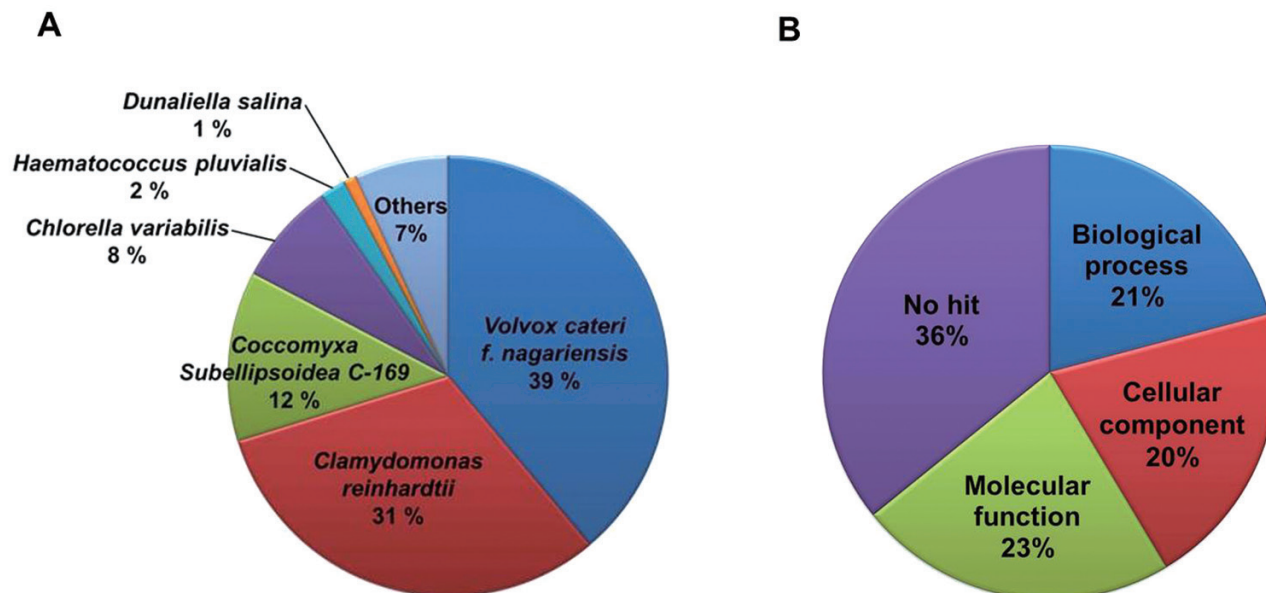 A
Dunaliella salina
1 %
Haematococcus pluvialis
2 %
Chlorella variabilis
8 %
Others
7%
Volvox cateri
f. nagariensis
39 %
Coccomyxa
Subellipsoidea C-169
12 %
Clamydomonas
reinhardtii
31 %
B
Biological
process
21%
No hit
36%
Cellular
component
20%
Molecular
function
23%